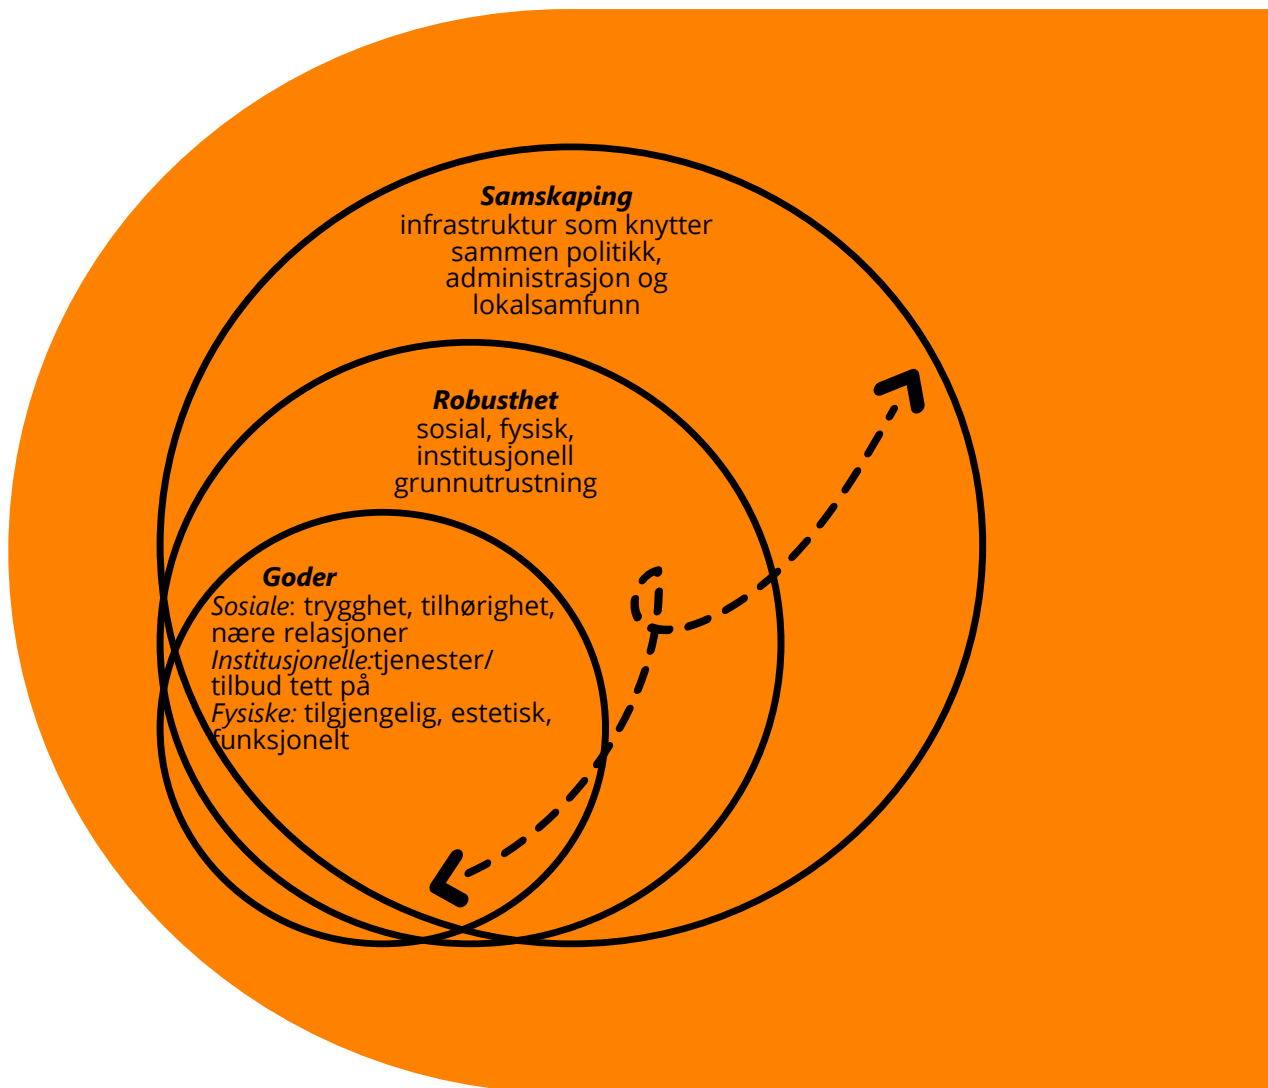 Samskaping
infrastruktur som knytter
sammen politikk,
administrasjon og
lokalsamfunn
Robusthet
sosial, fysisk,
institusjonell
grunnutrustning
Goder
Sosiale: trygghet, tilhørighet,
nære relasjoner
Institusjonelle:tjenester/
tilbud tett på
Fysiske: tilgjengelig, estetisk,
funksjonelt